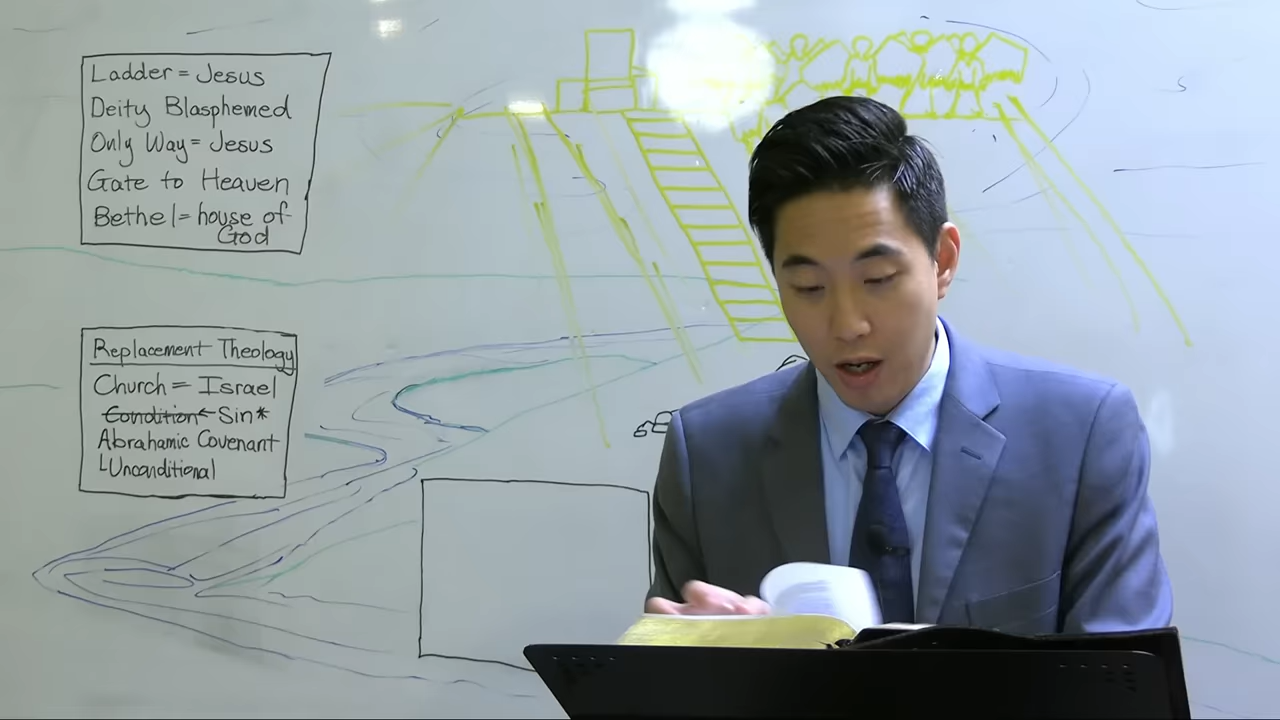 Ladder = Jesus
Deity Blasphemed
Only Way = Jesus
Gate to Heaven
Bethel = house of
God
Replacement Theology
Church = Israel
Condition ← Sin*
Abrahamic Covenant
└Unconditional